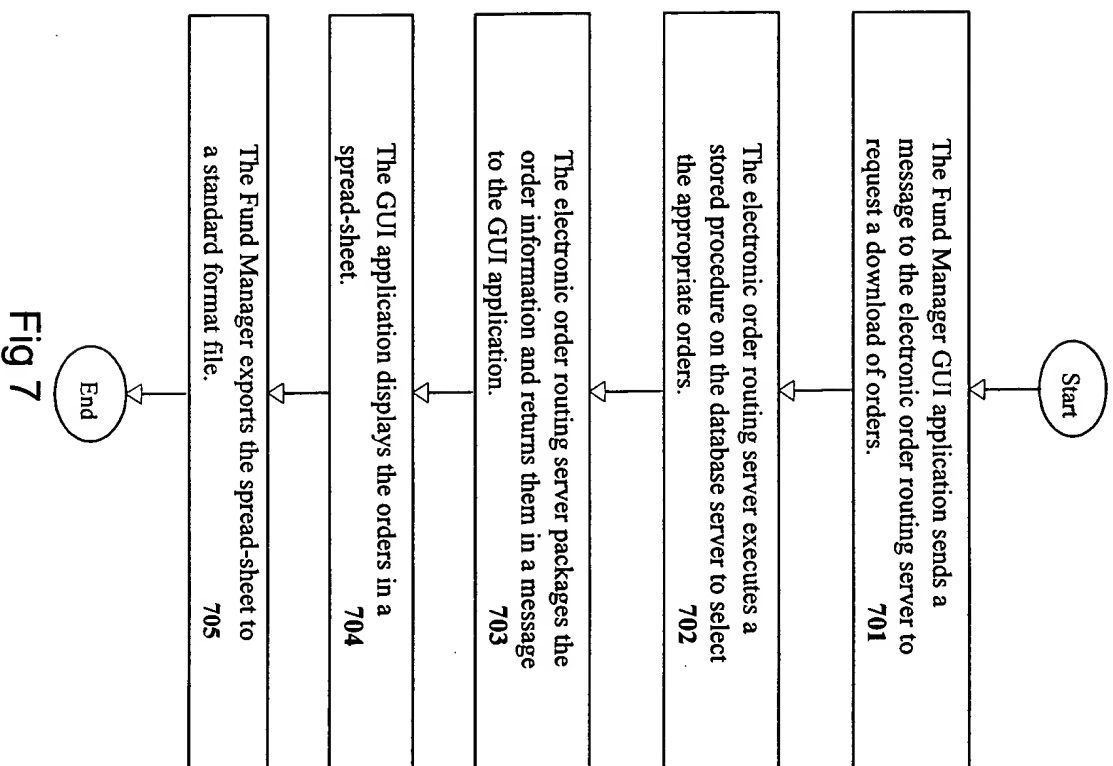 Start
The Fund Manager GUI application sends a
message to the electronic order routing server to
request a download of orders.
701
The electronic order routing server executes a
stored procedure on the database server to select
the appropriate orders.
702
The electronic order routing server packages the
order information and returns them in a message
to the GUI application.
703
The GUI application displays the orders in a
spread-sheet.
704
The Fund Manager exports the spread-sheet to
a standard format file.
705
End
Fig 7